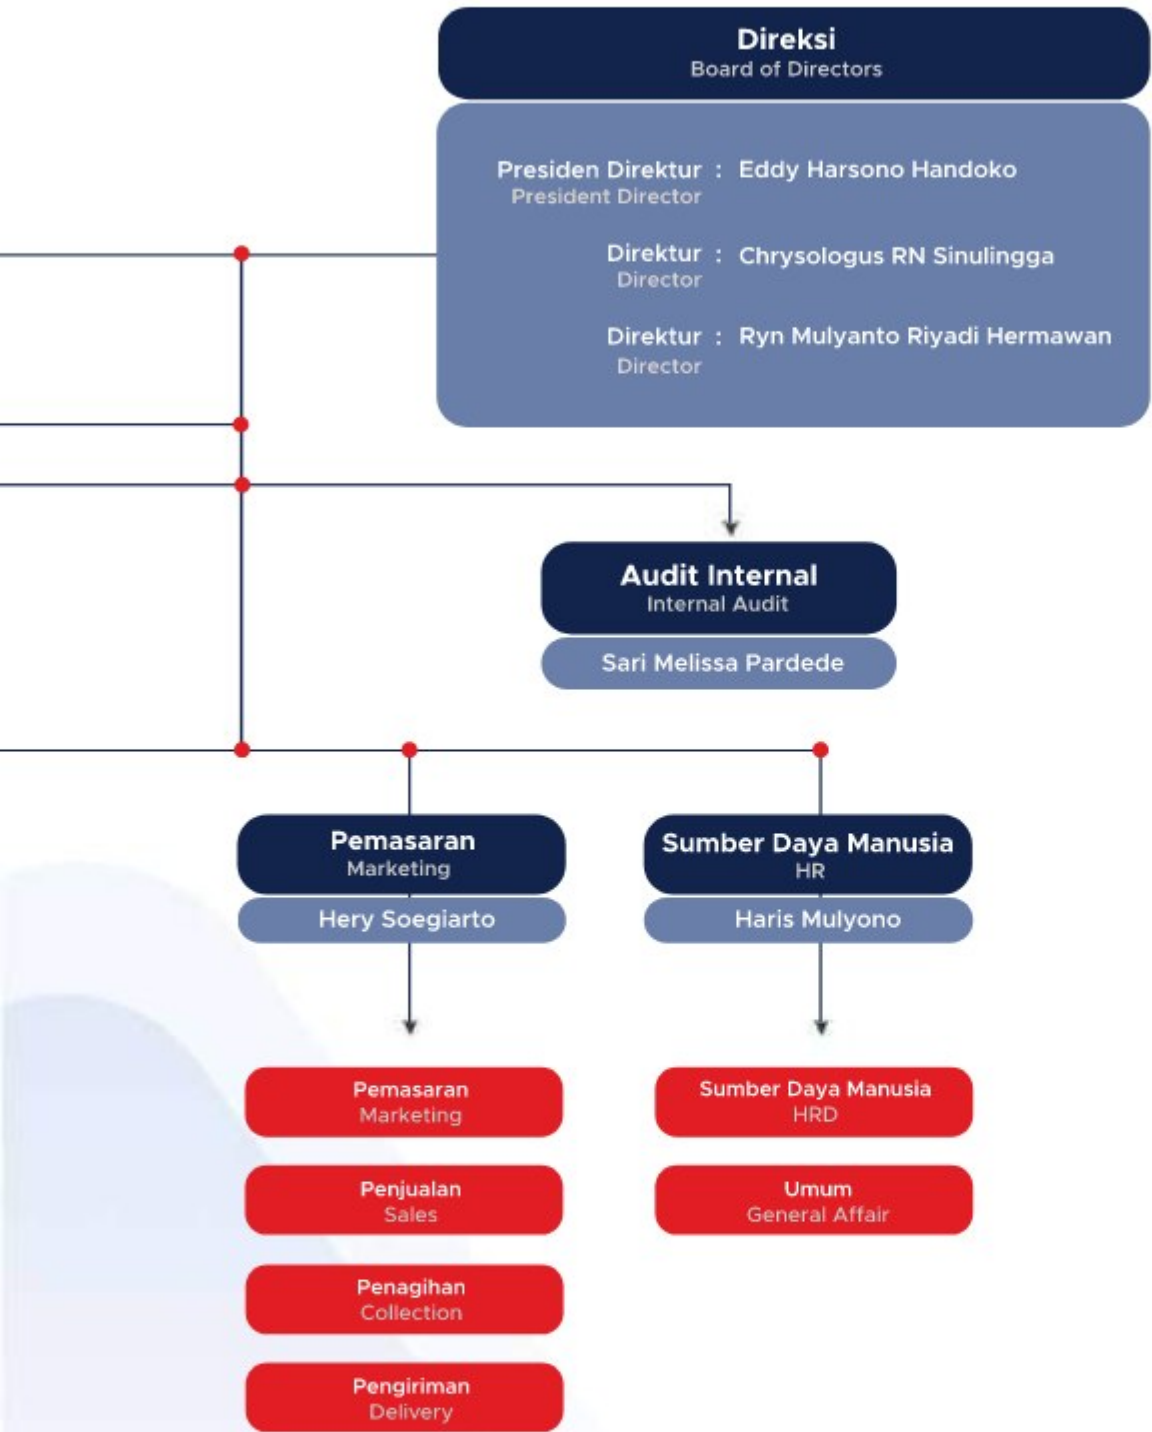 Direksi
Board of Directors
Presiden Direktur : Eddy Harsono Handoko
President Director
Direktur : Chrysologus RN Sinulingga
Director
Direktur : Ryn Mulyanto Riyadi Hermawan
Director
Audit Internal
Internal Audit
Sari Melissa Pardede
Pemasaran
Marketing
Hery Soegiarto
Sumber Daya Manusia
HR
Haris Mulyono
Pemasaran
Marketing
Penjualan
Sales
Penagihan
Collection
Pengiriman
Delivery
Sumber Daya Manusia
HRD
Umum
General Affair